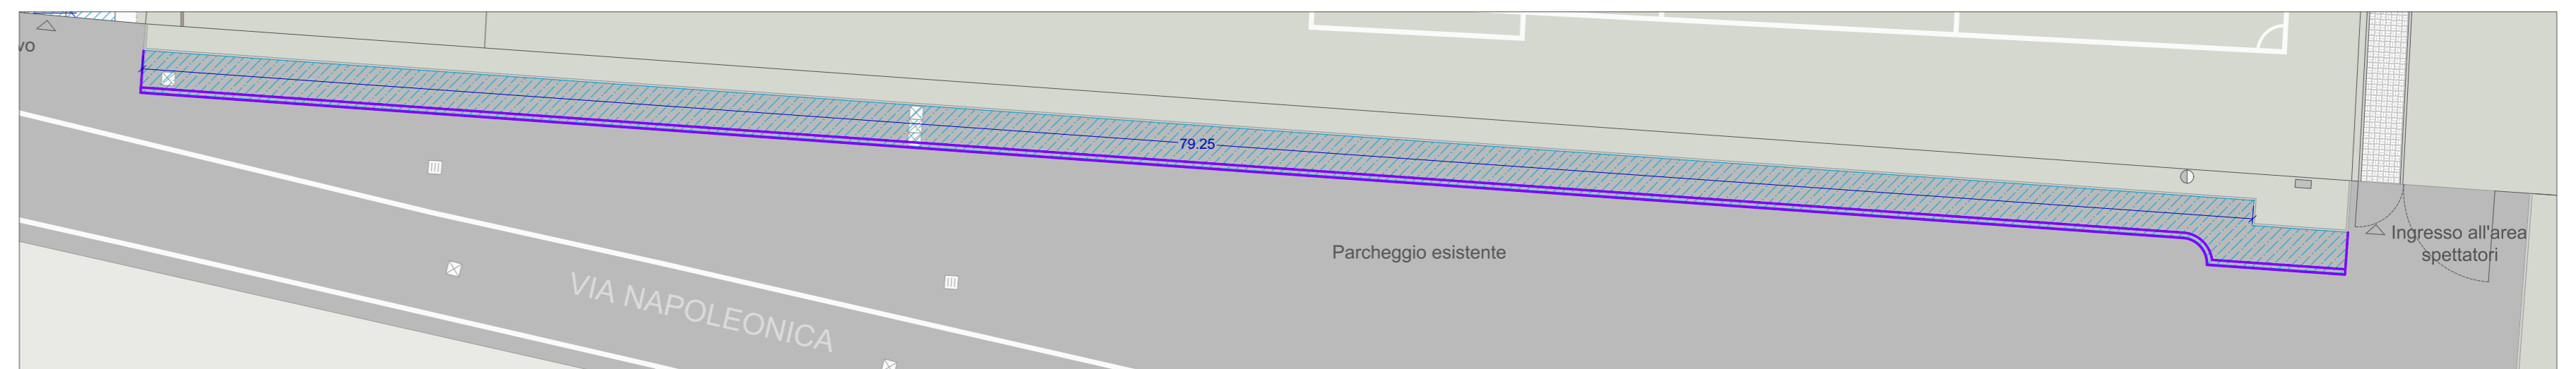 vo
79.25
Parcheggio esistente
Ingresso all'area
spettatori
VIA NAPOLEONICA